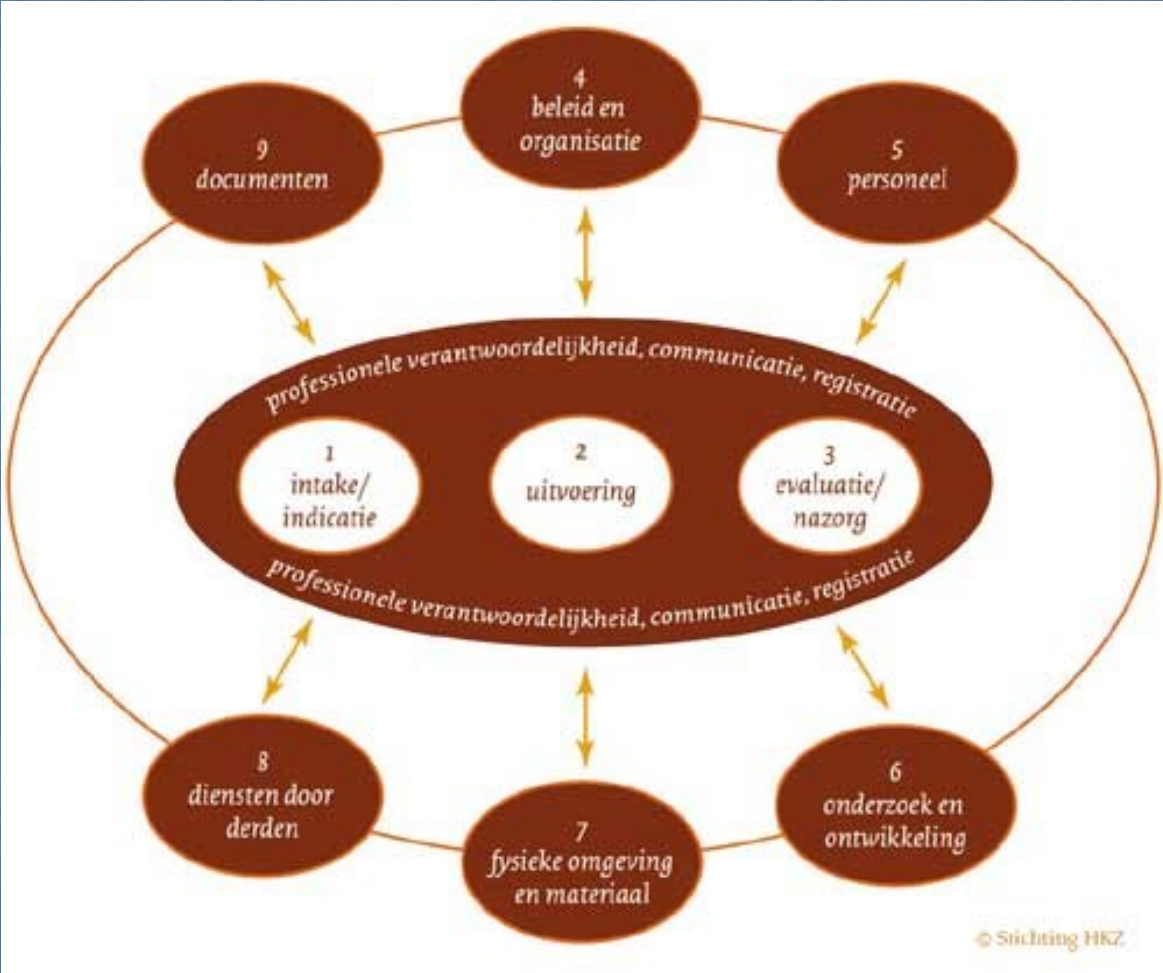 4
beleid en
organisatie
9
documenten
5
personeel
professionele verantwoordelijkheid, communicatie, registratie
1
intake/
indicatie
2
uitvoering
3
evaluatie/
nazorg
professionele verantwoordelijkheid, communicatie, registratie
8
diensten door
derden
7
fysieke omgeving
en materiaal
6
onderzoek en
ontwikkeling
© Stichting HKZ